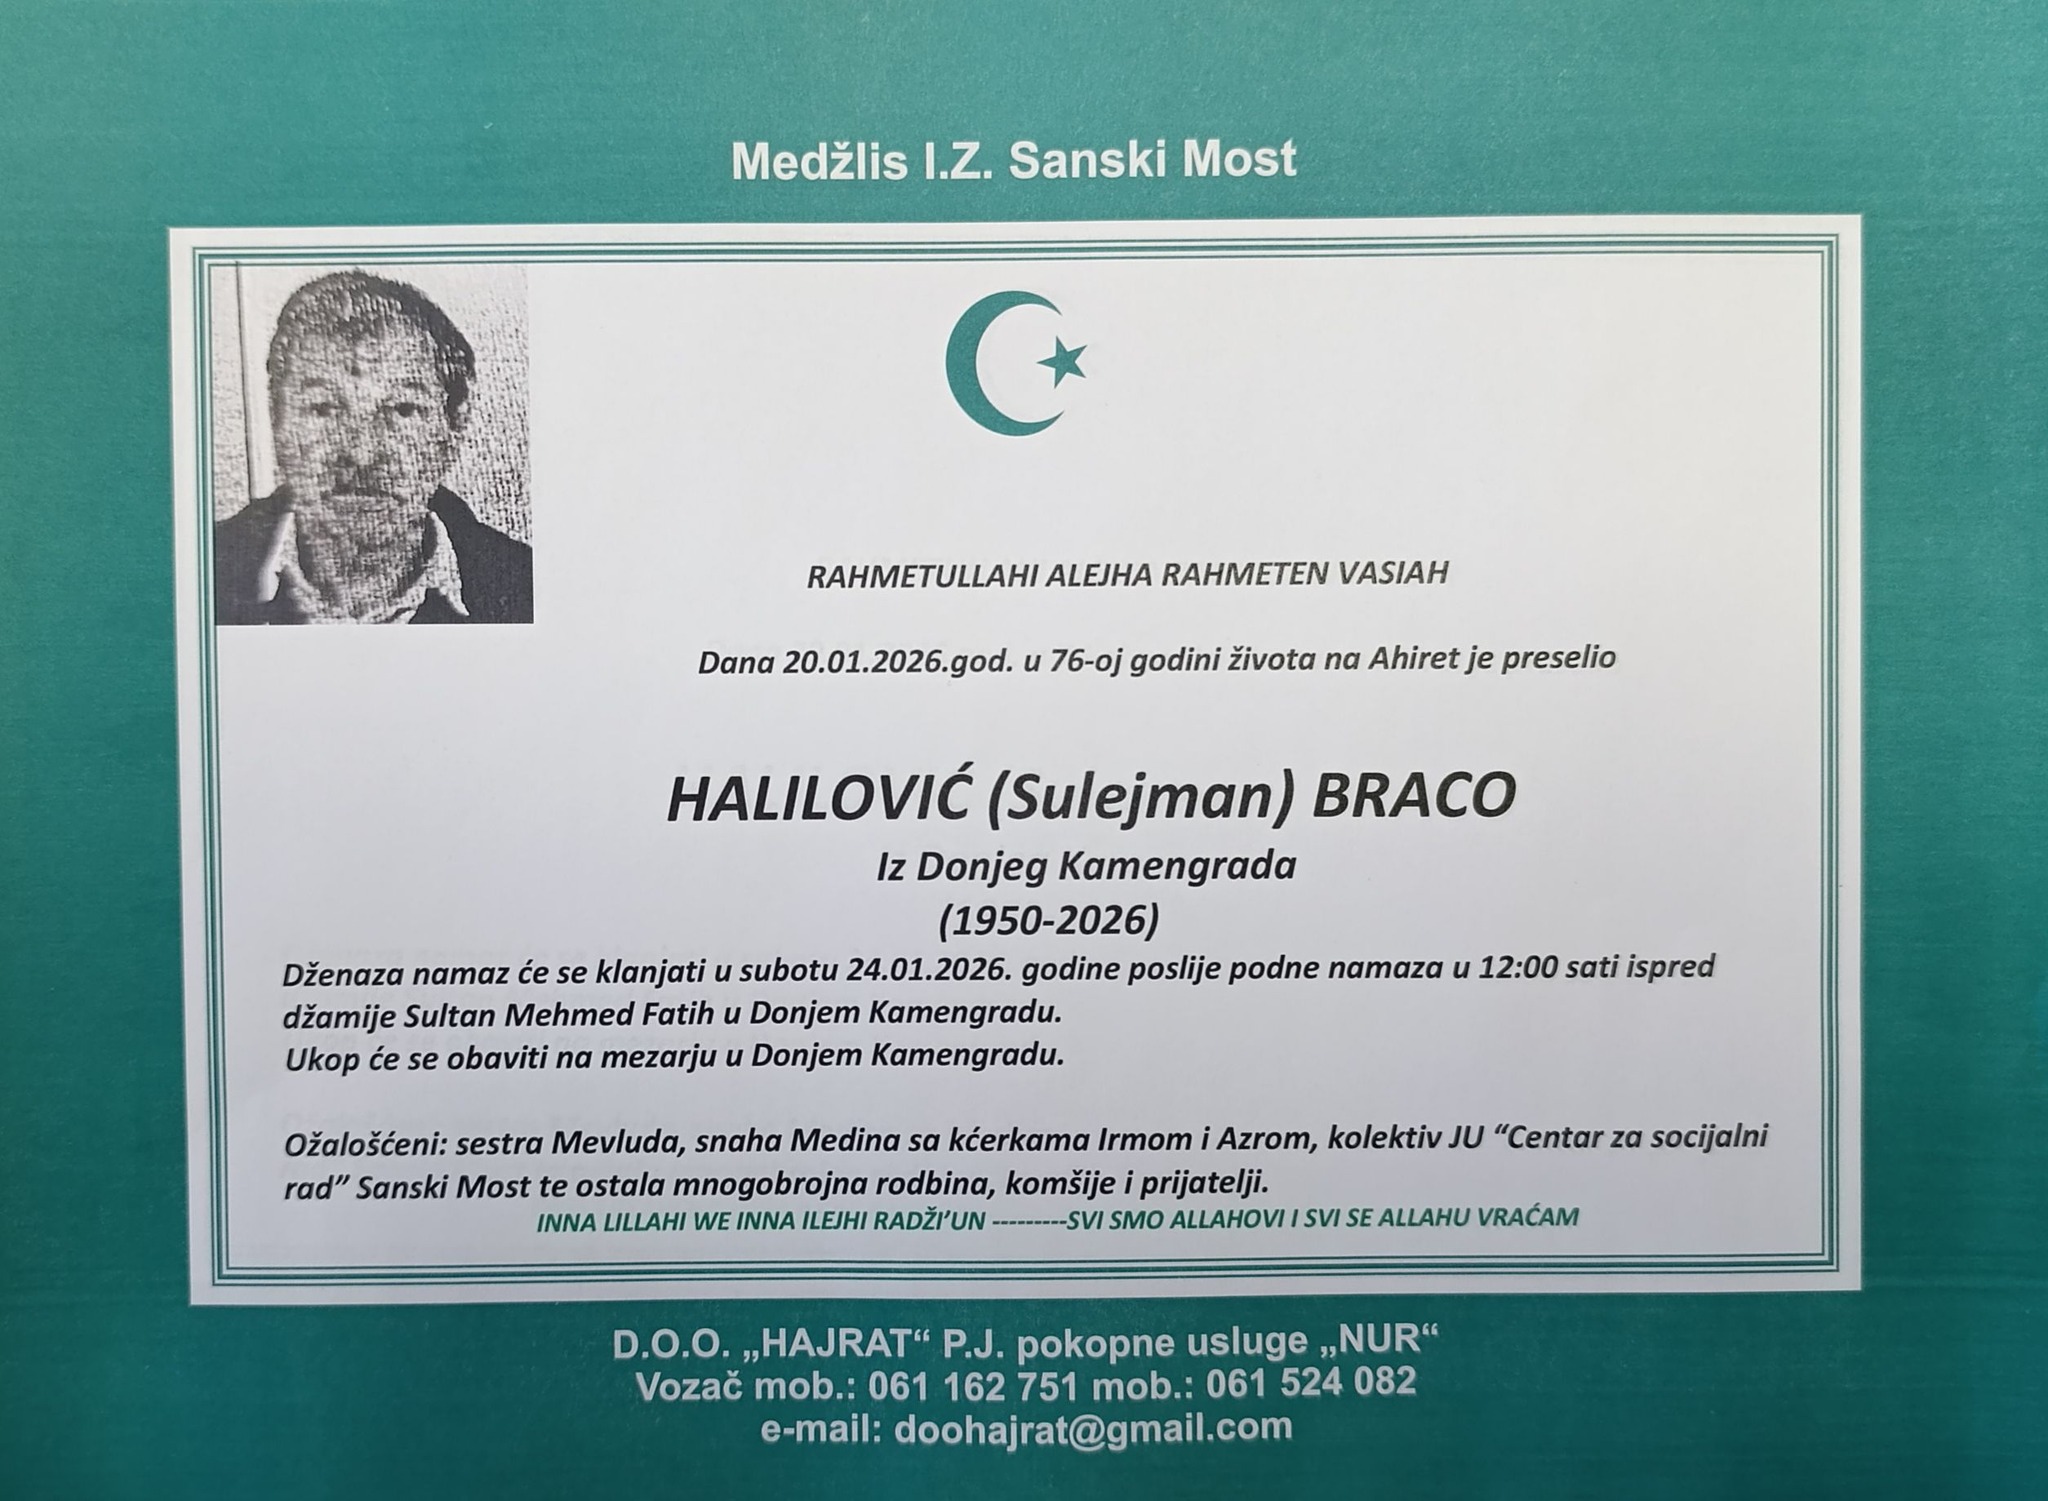 Medžlis I.Z. Sanski Most
RAHMETULLAHI ALEJHA RAHMETEN VASIAH
Dana 20.01.2026.god. u 76-oj godini života na Ahiret je preselio
HALILOVIĆ (Sulejman) BRACO
Iz Donjeg Kamengrada
(1950-2026)
Dženaza namaz će se klanjati u subotu 24.01.2026. godine poslije podne namaza u 12:00 sati ispred
džamije Sultan Mehmed Fatih u Donjem Kamengradu.
Ukop će se obaviti na mezarju u Donjem Kamengradu.
Ožalošćeni: sestra Mevluda, snaha Medina sa kćerkama Irmom i Azrom, kolektiv JU “Centar za socijalni
rad” Sanski Most te ostala mnogobrojna rodbina, komšije i prijatelji.
INNA LILLAHI WE INNA ILEJHI RADŽI’UN ---------SVI SMO ALLAHOVI I SVI SE ALLAHU VRAĆAM
D.O.O. „HAJRAT“ P.J. pokopne usluge „NUR“
Vozač mob.: 061 162 751 mob.: 061 524 082
e-mail: doohajrat@gmail.com